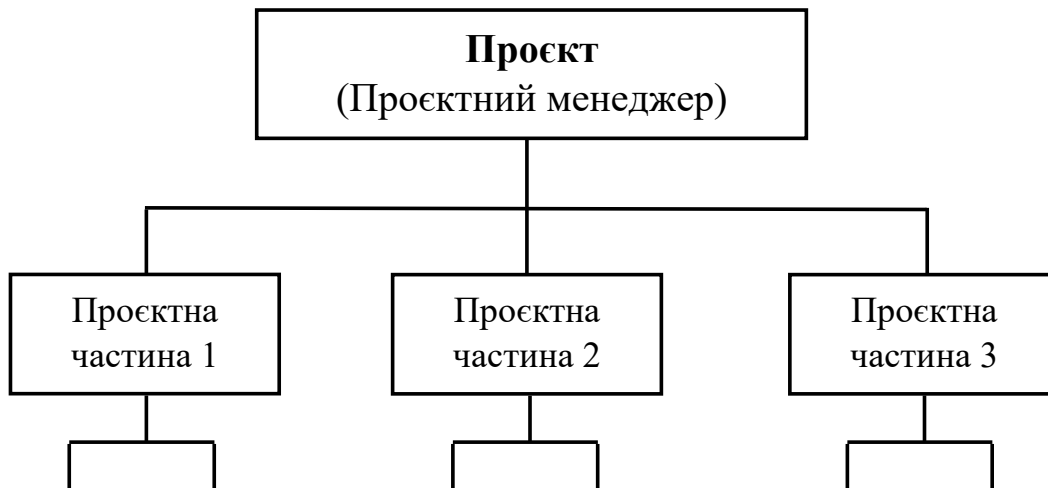 Проєкт
(Проєктний менеджер)
Проєктна
частина 1
Проєктна
частина 2
Проєктна
частина 3